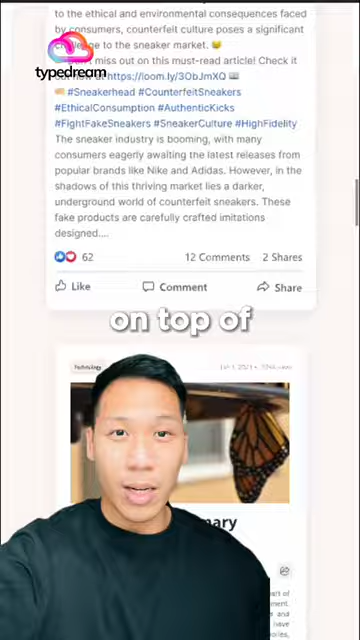 to the ethical and environmental consequences faced
by consumers, counterfeit culture poses a significant
to the sneaker market.
miss out on this must-read article! Check it
typedream
at https://loom.ly/3ObJmXQ
#Sneakerhead #CounterfeitSneakers
#EthicalConsumption #AuthenticKicks
#FightFakeSneakers #SneakerCulture #HighFidelity
The sneaker industry is booming, with many
consumers eagerly awaiting the latest releases from
popular brands like Nike and Adidas. However, in the
shadows of this thriving market lies a darker,
underground world of counterfeit sneakers. These
fake products are carefully crafted imitations
designed....
62 12 Comments 2 Shares
Like Comment Share
on top of
Technology